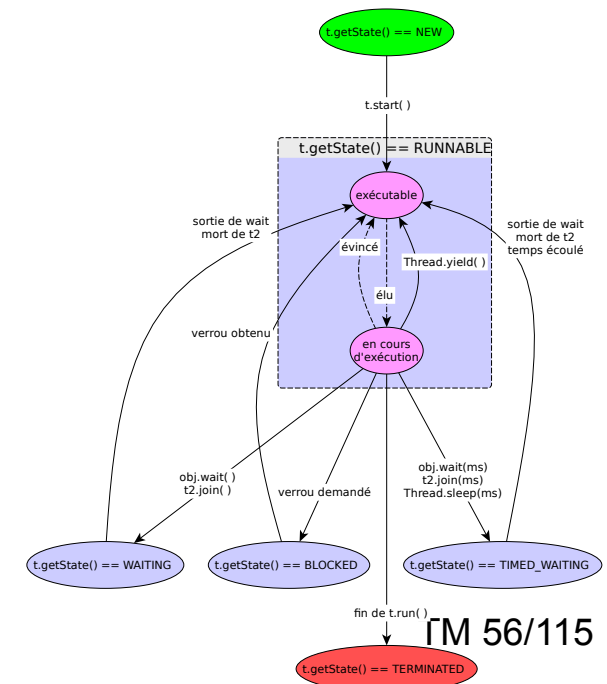 t.getState() == NEW
t.start( )
t.getState() == RUNNABLE
exécutable
sortie de wait
mort de t2
sortie de wait
mort de t2
temps écoulé
évincé
Thread.yield( )
élu
verrou obtenu
en cours
d'exécution
obj.wait( )
t2.join( )
verrou demandé
obj.wait(ms)
t2.join(ms)
Thread.sleep(ms)
t.getState() == WAITING
t.getState() == BLOCKED
t.getState() == TIMED_WAITING
fin de t.run( )
TM 56/115
t.getState() == TERMINATED